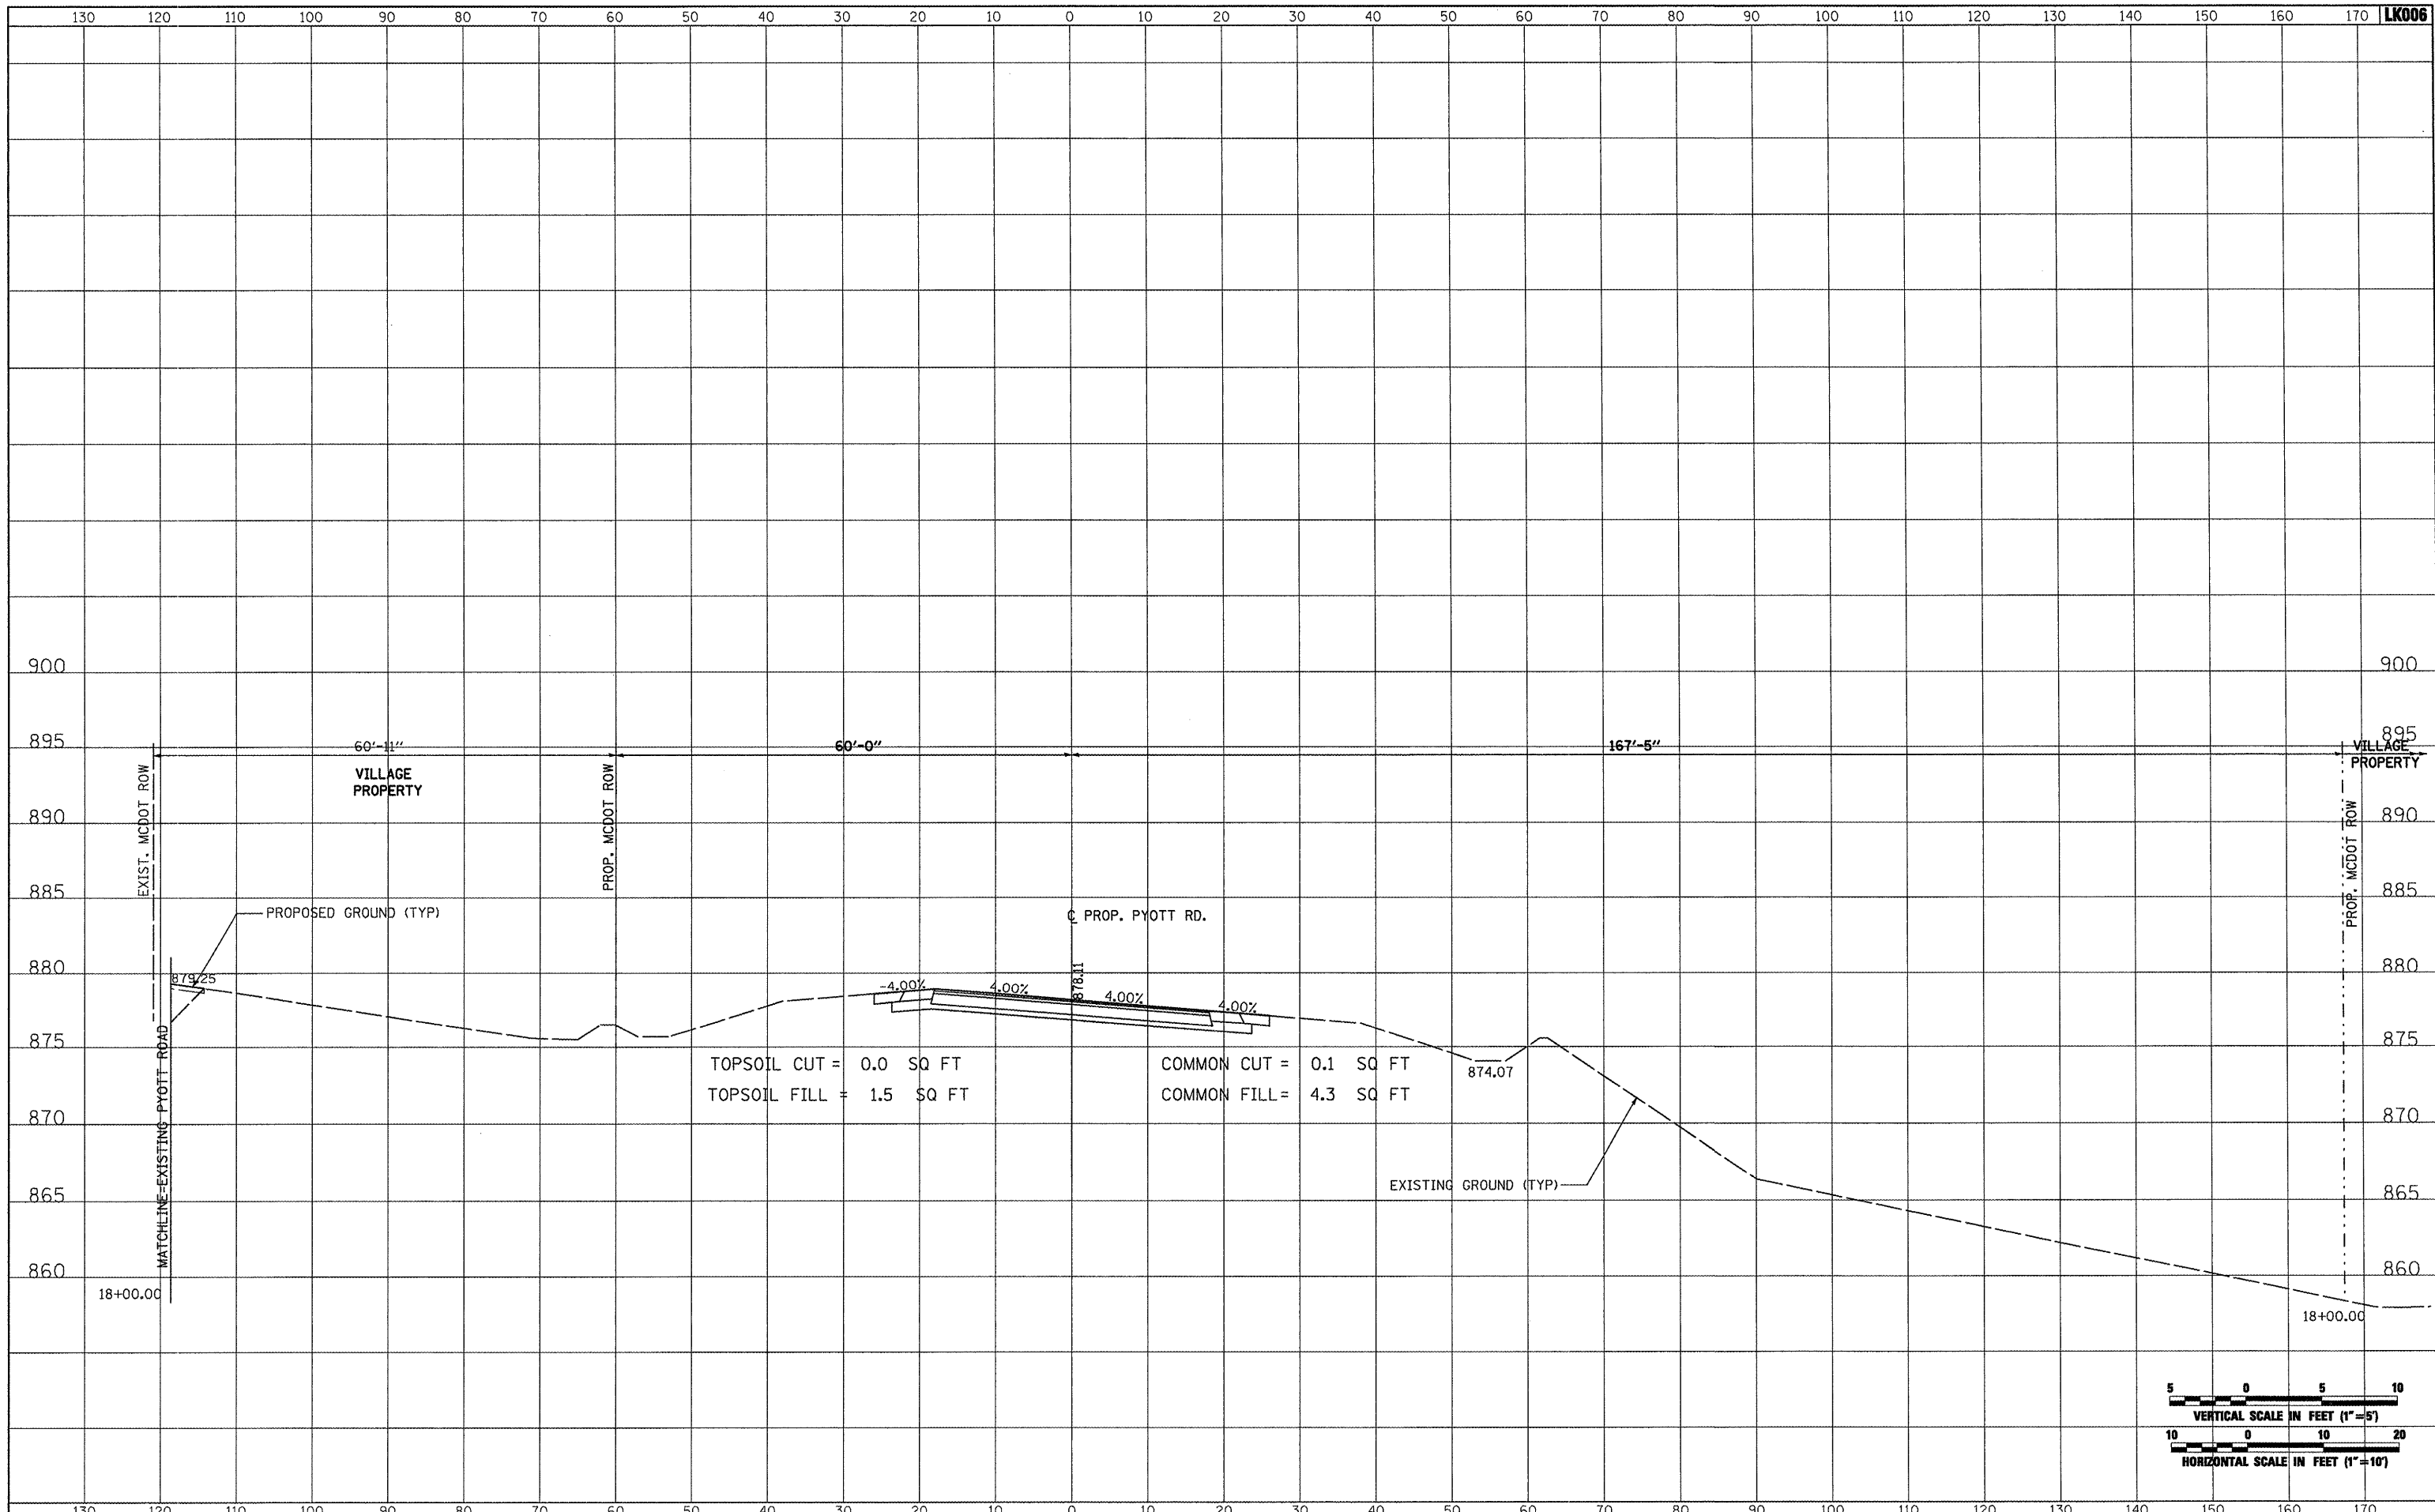 130 120 110 100 90 80 70 60 50 40 30 20 10 0 10 20 30 40 50 60 70 80 90 100 110 120 130 140 150 160 170 LK006
900 900
895 60'-11" 60'-0" 167'-5" 895
VILLAGE PROPERTY
VILLAGE PROPERTY
EXIST. MCDOT ROW
PROP. MCDOT ROW
PROP. MCDOT ROW
890 890
885 885
PROPOSED GROUND (TYP)
℄ PROP. PYOTT RD.
880 880
879.25
878.11
-4.00% 4.00% 4.00% 4.00%
875 875
MATCHLINE=EXISTING PYOTT ROAD
TOPSOIL CUT = 0.0 SQ FT COMMON CUT = 0.1 SQ FT
874.07
TOPSOIL FILL = 1.5 SQ FT COMMON FILL= 4.3 SQ FT
870 870
EXISTING GROUND (TYP)
865 865
860 860
18+00.00
18+00.00
5 0 5 10
VERTICAL SCALE IN FEET (1"=5')
10 0 10 20
HORIZONTAL SCALE IN FEET (1"=10')
130 120 110 100 90 80 70 60 50 40 30 20 10 0 10 20 30 40 50 60 70 80 90 100 110 120 130 140 150 160 170